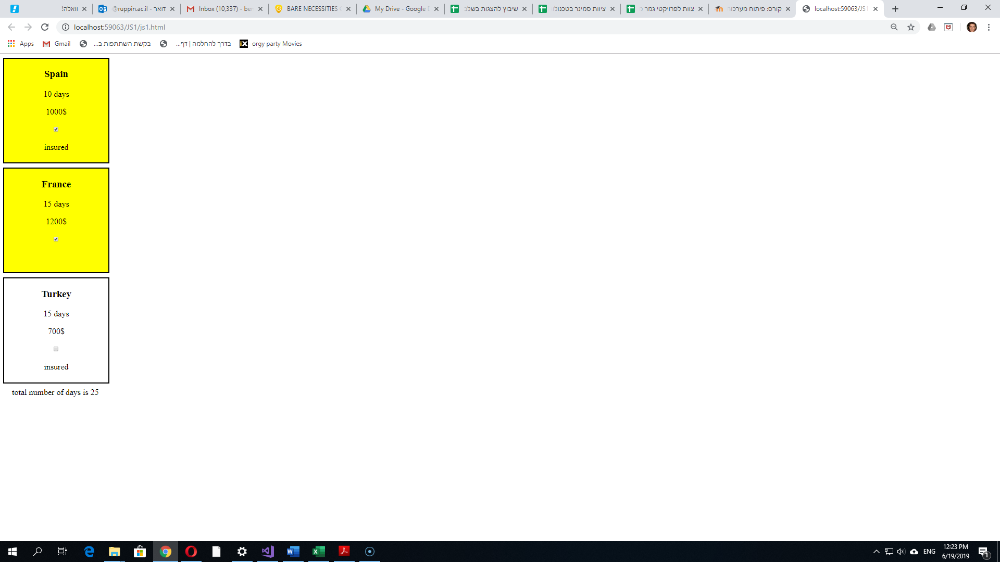 וואלה!
דואר - ruppin.ac.il@
Inbox (10,337) - ber
BARE NECESSITIES
My Drive - Google
שיבוץ להצגות בשלב
ציוות סמינר בטכנולו
צוות לפרויקטי גמר
קורס: פיתוח מערכות
localhost:59063/JS1
localhost:59063/JS1/js1.html
Apps
Gmail
בקשת השתתפות ב...
בדרך להחלמה | דף...
orgy party Movies
Spain
10 days
1000$
insured
France
15 days
1200$
Turkey
15 days
700$
insured
total number of days is 25
ENG
12:23 PM
6/19/2019
1